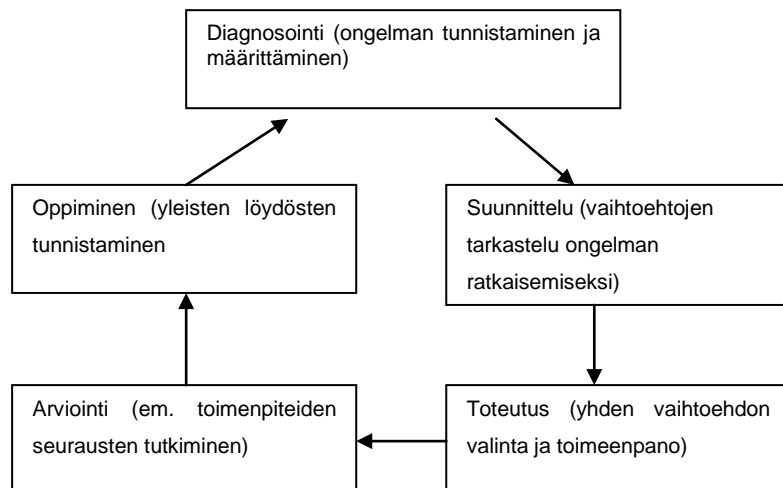 Diagnosointi (ongelman tunnistaminen ja
määrittäminen)
Oppiminen (yleisten löydösten
tunnistaminen
Suunnittelu (vaihtoehtojen
tarkastelu ongelman
ratkaisemiseksi)
Arviointi (em. toimenpiteiden
seurausten tutkiminen)
Toteutus (yhden vaihtoehdon
valinta ja toimeenpano)